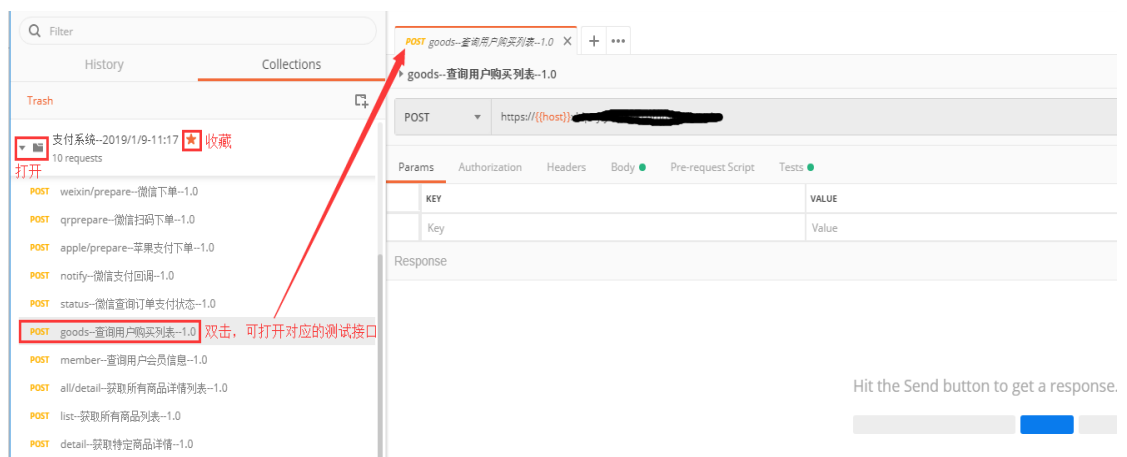 Filter
History
Collections
Trash
支付系统--2019/1/9-11:17
收藏
10 requests
打开
POST weixin/prepare--微信下单--1.0
POST qrprepare--微信扫码下单--1.0
POST apple/prepare--苹果支付下单--1.0
POST notify--微信支付回调--1.0
POST status--微信查询订单支付状态--1.0
POST goods--查询用户购买列表--1.0
双击，可打开对应的测试接口
POST member--查询用户会员信息--1.0
POST all/detail--获取所有商品详情列表--1.0
POST list--获取所有商品列表--1.0
POST detail--获取特定商品详情--1.0
POST goods--查询用户购买列表--1.0
goods--查询用户购买列表--1.0
POST https://{{host}}
Params Authorization Headers Body Pre-request Script Tests
KEY VALUE
Key Value
Response
Hit the Send button to get a response.